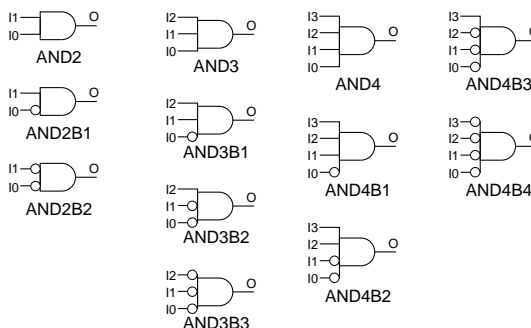 I1
I0
O
AND2
I1
I0
O
AND2B1
I1
I0
O
AND2B2
I2
I1
I0
O
AND3
I2
I1
I0
O
AND3B1
I2
I1
I0
O
AND3B2
I2
I1
I0
O
AND3B3
I3
I2
I1
I0
O
AND4
I3
I2
I1
I0
O
AND4B1
I3
I2
I1
I0
O
AND4B2
I3
I2
I1
I0
O
AND4B3
I3
I2
I1
I0
O
AND4B4